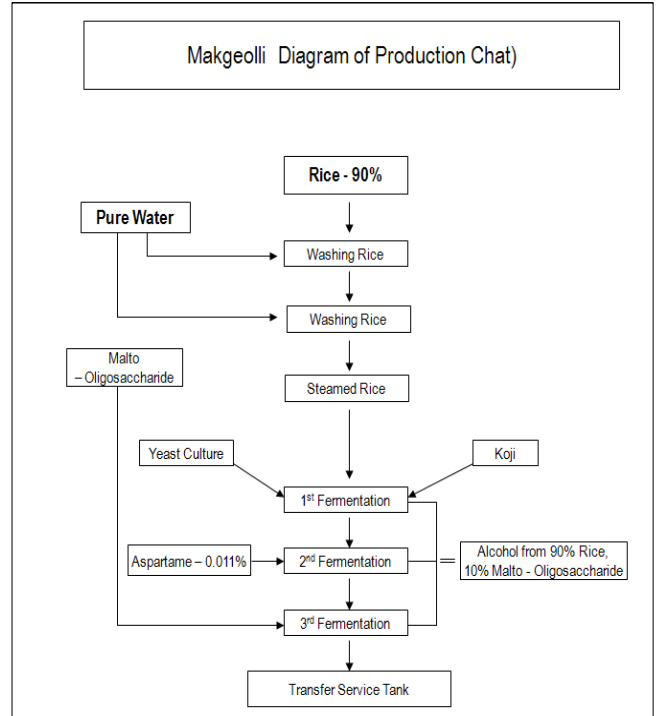 Makgeolli Diagram of Production Chat)
Rice - 90%
Pure Water
Washing Rice
Washing Rice
Malto
– Oligosaccharide
Steamed Rice
Yeast Culture
Koji
1st Fermentation
Aspartame – 0.011%
2nd Fermentation
Alcohol from 90% Rice,
10% Malto - Oligosaccharide
3rd Fermentation
Transfer Service Tank